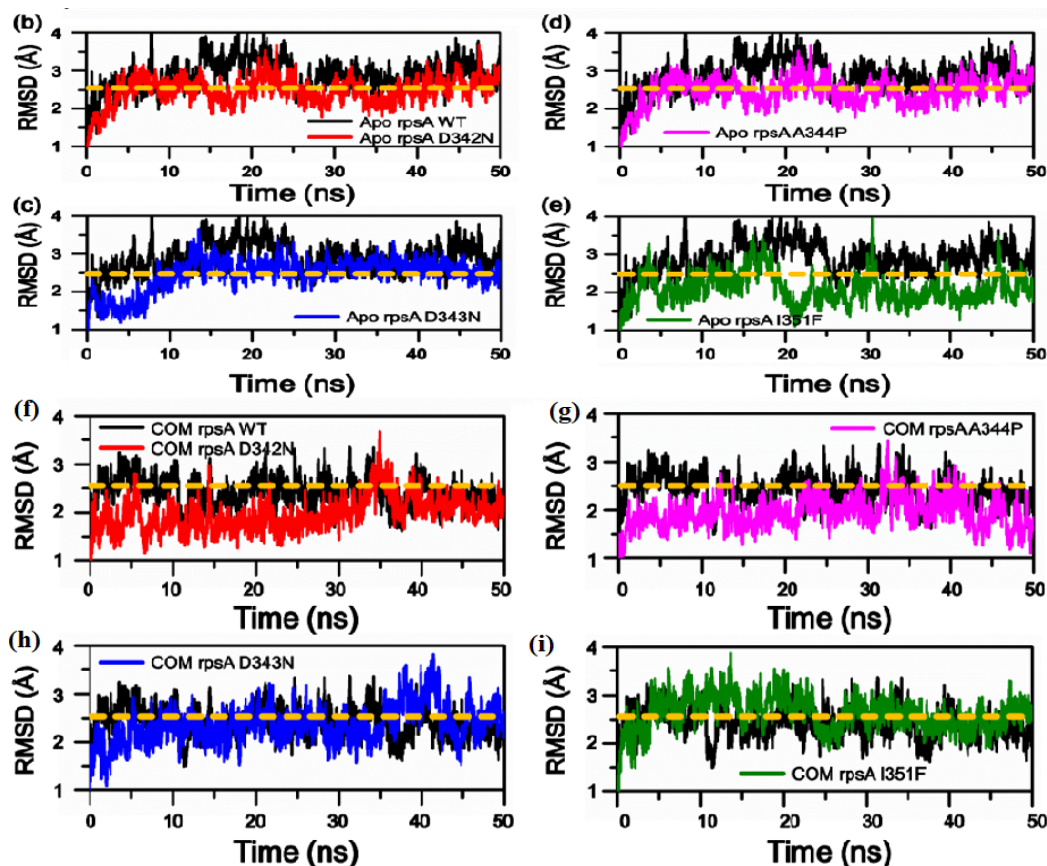 (b)
RMSD (Å)
4
3
2
1
Apo rpsA WT
Apo rpsA D342N
0 10 20 30 40 50
Time (ns)
(d)
RMSD (Å)
4
3
2
1
Apo rpsAA344P
0 10 20 30 40 50
Time (ns)
(c)
RMSD (Å)
4
3
2
1
Apo rpsA D343N
0 10 20 30 40 50
Time (ns)
(e)
RMSD (Å)
4
3
2
1
Apo rpsA I351F
0 10 20 30 40 50
Time (ns)
(f)
RMSD (Å)
4
3
2
1
COM rpsA WT
COM rpsA D342N
0 10 20 30 40 50
Time (ns)
(g)
RMSD (Å)
4
3
2
1
COM rpsAA344P
0 10 20 30 40 50
Time (ns)
(h)
RMSD (Å)
4
3
2
1
COM rpsA D343N
0 10 20 30 40 50
Time (ns)
(i)
RMSD (Å)
4
3
2
1
COM rpsA I351F
0 10 20 30 40 50
Time (ns)